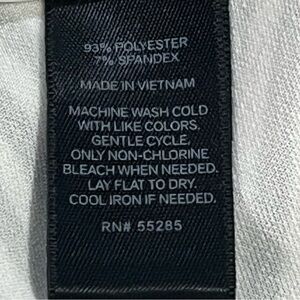 93% POLYESTER
7% SPANDEX
MADE IN VIETNAM
MACHINE WASH COLD
WITH LIKE COLORS.
GENTLE CYCLE.
ONLY NON-CHLORINE
BLEACH WHEN NEEDED.
LAY FLAT TO DRY.
COOL IRON IF NEEDED.
RN# 55285